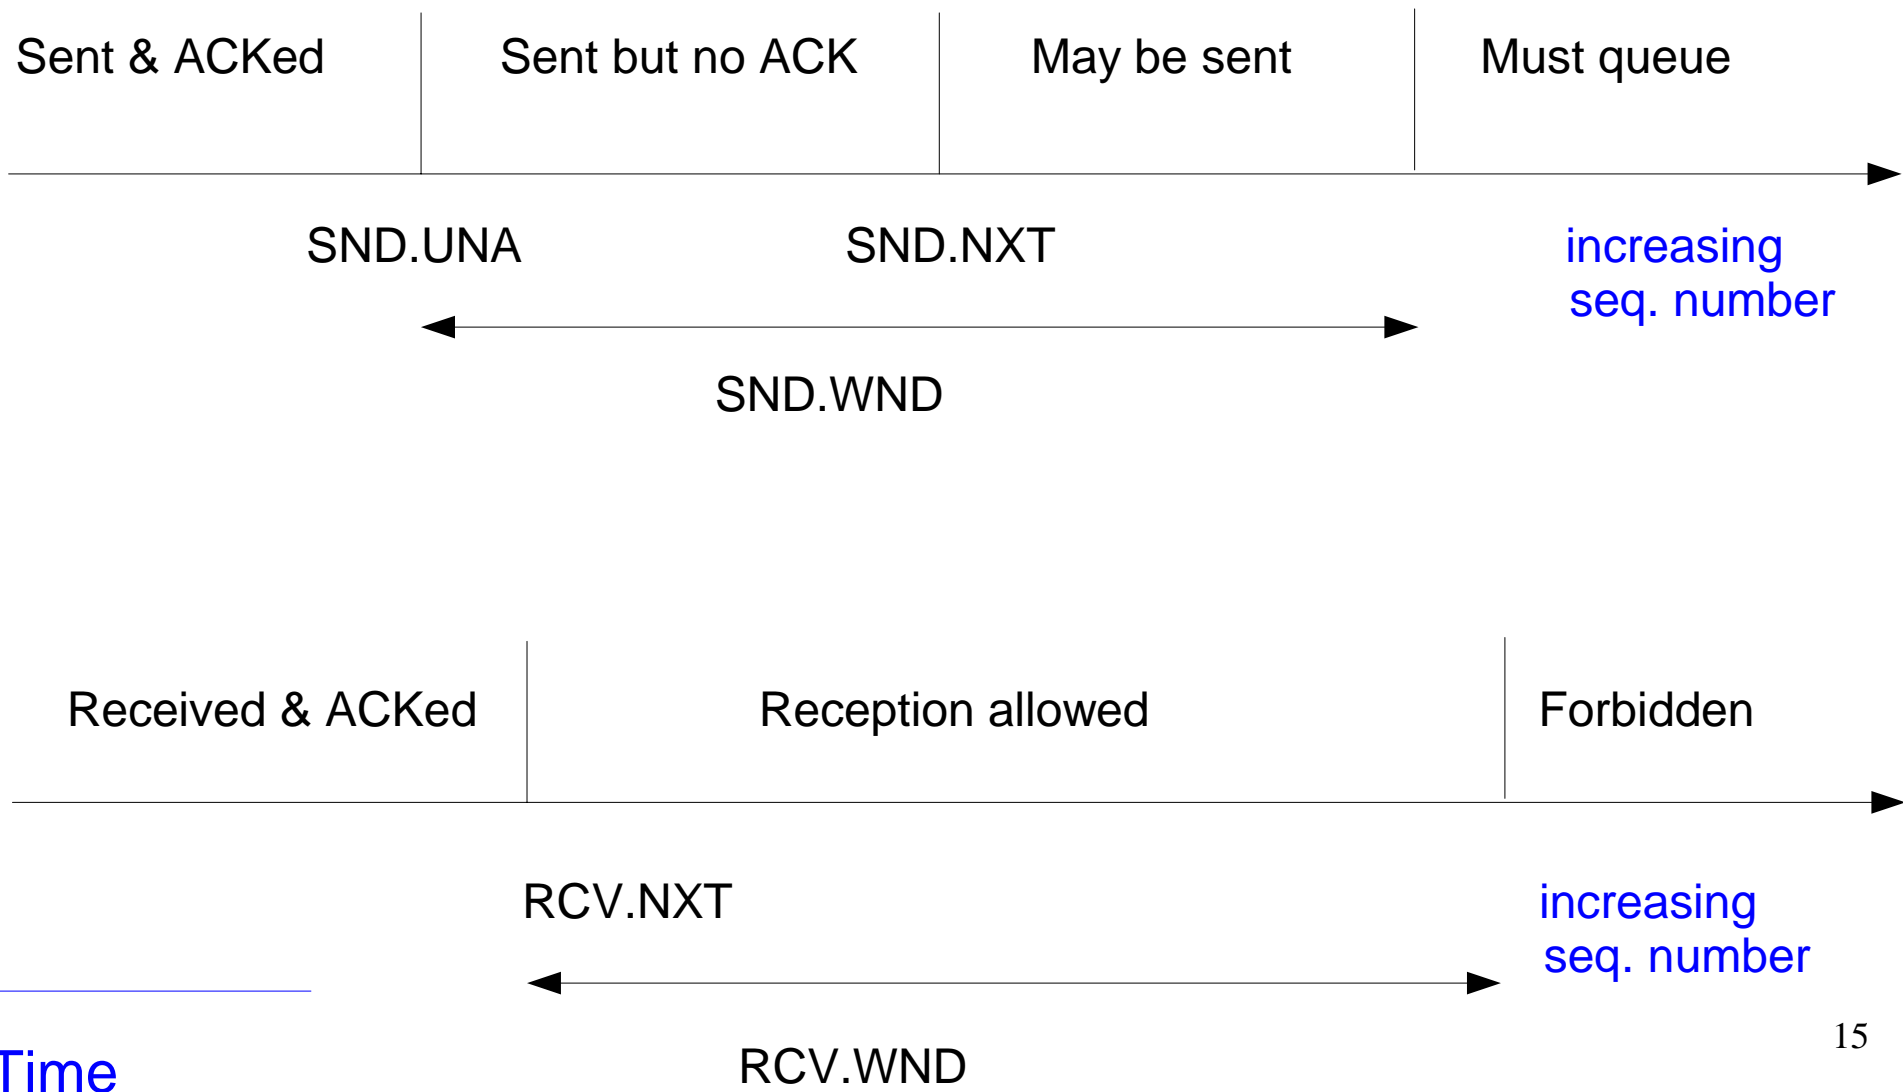 Sent & ACKed
Sent but no ACK
May be sent
Must queue
SND.UNA
SND.NXT
increasing
seq. number
SND.WND
Received & ACKed
Reception allowed
Forbidden
RCV.NXT
increasing
seq. number
RCV.WND
Time
15